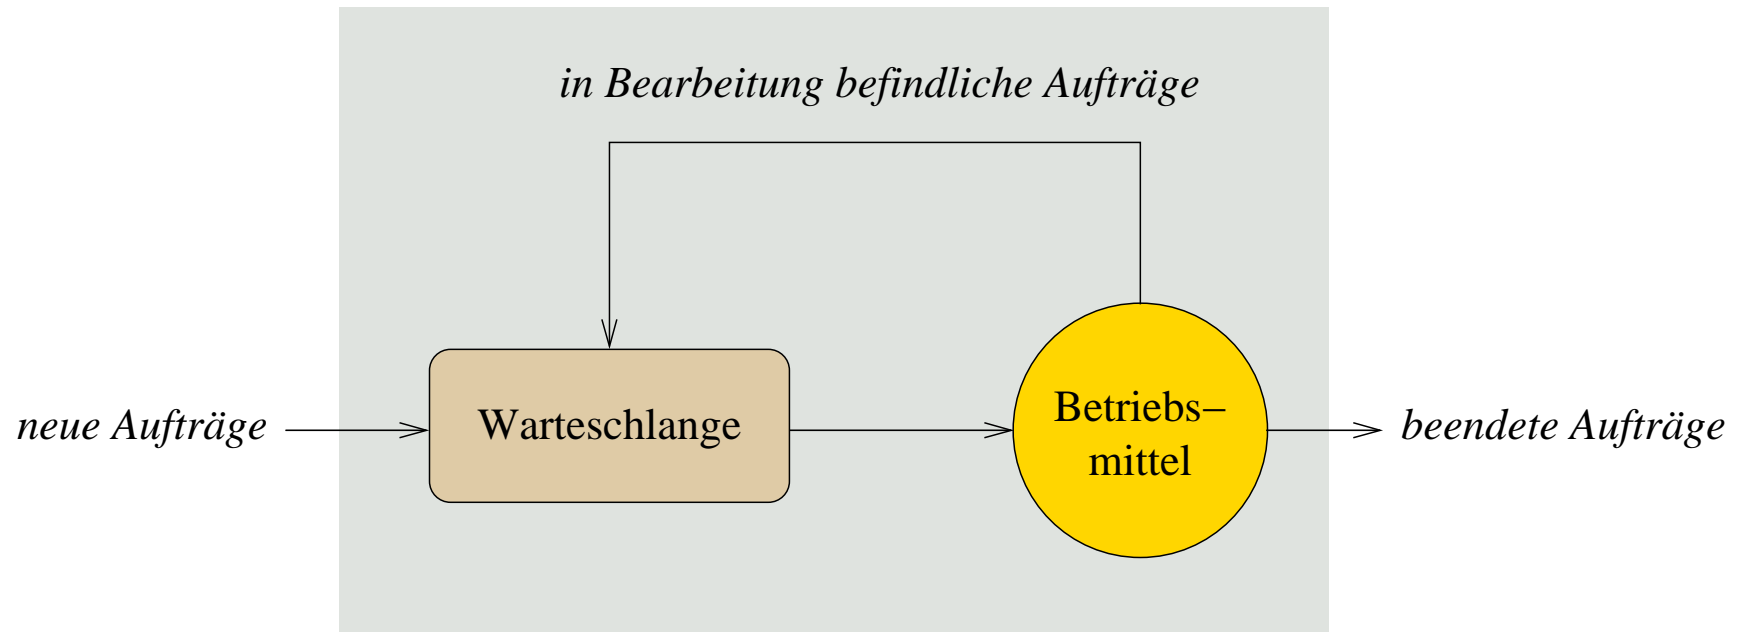 in Bearbeitung befindliche Aufträge
neue Aufträge
Warteschlange
Betriebs−
mittel
beendete Aufträge